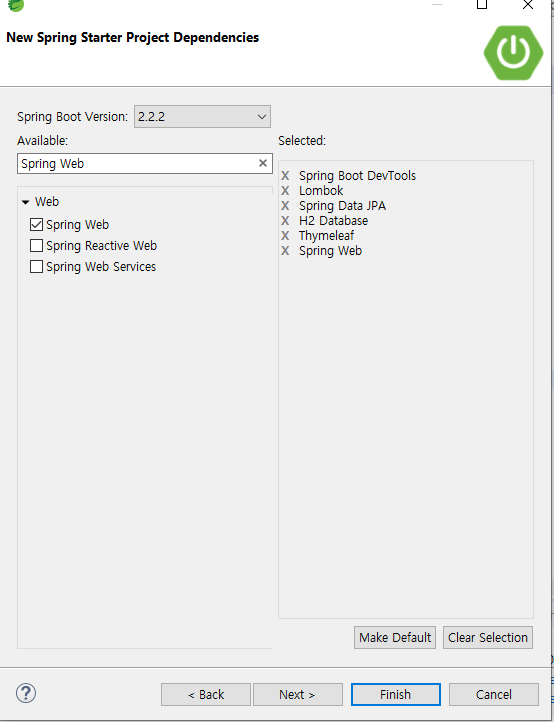 New Spring Starter Project Dependencies
Spring Boot Version: 2.2.2
Available:
Selected:
Spring Web
Web
Spring Web
Spring Reactive Web
Spring Web Services
X Spring Boot DevTools
X Lombok
X Spring Data JPA
X H2 Database
X Thymeleaf
X Spring Web
Make Default Clear Selection
? < Back Next > Finish Cancel